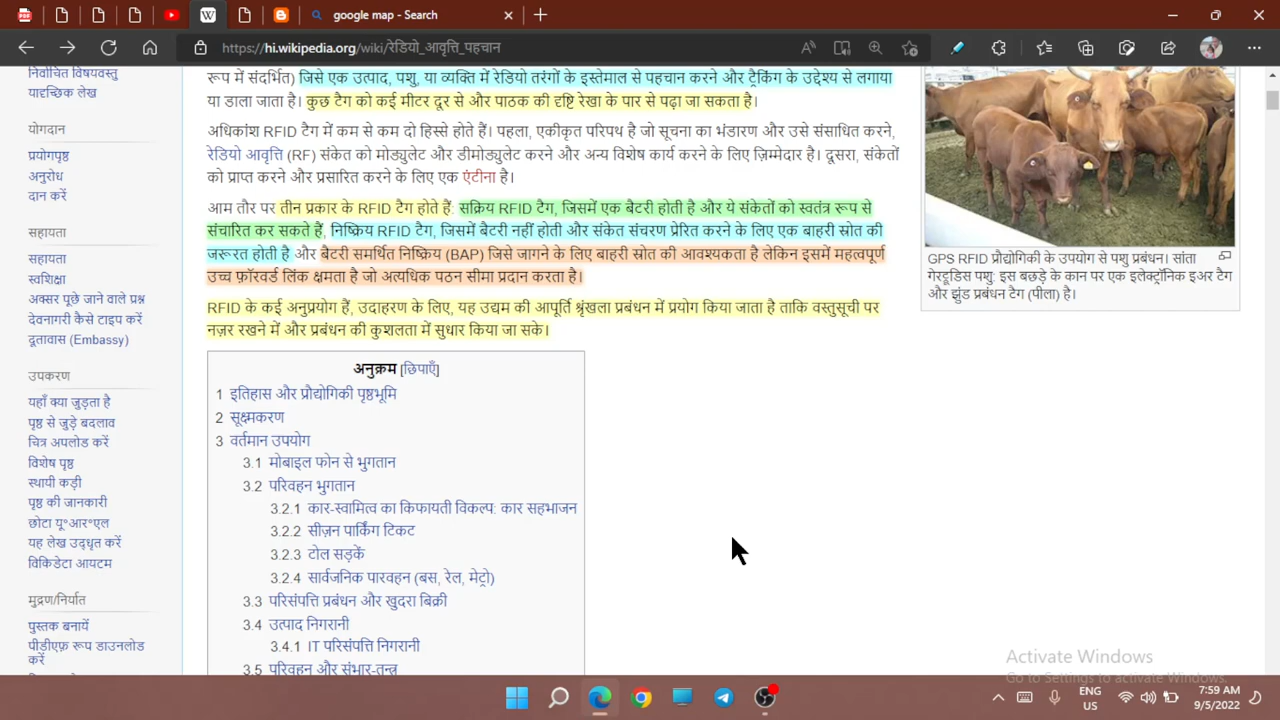 google map - Search
https://hi.wikipedia.org/wiki/रेडियो_आवृत्ति_पहचान
निर्वाचित विषयवस्तु
यादृच्छिक लेख
योगदान
प्रयोगपृष्ठ
अनुरोध
दान करें
सहायता
सहायता
स्वशिक्षा
अक्सर पूछे जाने वाले प्रश्न
देवनागरी कैसे टाइप करें
दूतावास (Embassy)
उपकरण
यहाँ क्या जुड़ता है
पृष्ठ से जुड़े बदलाव
चित्र अपलोड करें
विशेष पृष्ठ
स्थायी कड़ी
पृष्ठ की जानकारी
छोटा यू॰आर॰एल
यह लेख उद्धृत करें
विकिडेटा आयटम
मुद्रण/निर्यात
पुस्तक बनायें
पीडीएफ़ रूप डाउनलोड
करें
रूप में संदर्भित) जिसे एक उत्पाद, पशु, या व्यक्ति में रेडियो तरंगों के इस्तेमाल से पहचान करने और ट्रैकिंग के उद्देश्य से लगाया
या डाला जाता है। कुछ टैग को कई मीटर दूर से और पाठक की दृष्टि रेखा के पार से पढ़ा जा सकता है।
अधिकांश RFID टैग में कम से कम दो हिस्से होते हैं। पहला, एकीकृत परिपथ है जो सूचना का भंडारण और उसे संसाधित करने,
रेडियो आवृत्ति (RF) संकेत को मोड्युलेट और डीमोड्युलेट करने और अन्य विशेष कार्य करने के लिए ज़िम्मेदार है। दूसरा, संकेतों
को प्राप्त करने और प्रसारित करने के लिए एक एंटीना है।
आम तौर पर तीन प्रकार के RFID टैग होते हैं: सक्रिय RFID टैग, जिसमें एक बैटरी होती है और ये संकेतों को स्वतंत्र रूप से
संचारित कर सकते हैं, निष्क्रिय RFID टैग, जिसमें बैटरी नहीं होती और संकेत संचरण प्रेरित करने के लिए एक बाहरी स्रोत की
जरूरत होती है और बैटरी समर्थित निष्क्रिय (BAP) जिसे जागने के लिए बाहरी स्रोत की आवश्यकता है लेकिन इसमें महत्वपूर्ण
उच्च फ़ॉरवर्ड लिंक क्षमता है जो अत्यधिक पठन सीमा प्रदान करता है।
RFID के कई अनुप्रयोग हैं, उदाहरण के लिए, यह उद्यम की आपूर्ति श्रृंखला प्रबंधन में प्रयोग किया जाता है ताकि वस्तुसूची पर
नज़र रखने में और प्रबंधन की कुशलता में सुधार किया जा सके।
अनुक्रम [छिपाएँ]
1 इतिहास और प्रौद्योगिकी पृष्ठभूमि
2 सूक्ष्मकरण
3 वर्तमान उपयोग
3.1 मोबाइल फोन से भुगतान
3.2 परिवहन भुगतान
3.2.1 कार-स्वामित्व का किफायती विकल्प: कार सहभाजन
3.2.2 सीज़न पार्किंग टिकट
3.2.3 टोल सड़कें
3.2.4 सार्वजनिक पारवहन (बस, रेल, मेट्रो)
3.3 परिसंपत्ति प्रबंधन और खुदरा बिक्री
3.4 उत्पाद निगरानी
3.4.1 IT परिसंपत्ति निगरानी
3.5 परिवहन और संभार-तन्त्र
GPS RFID प्रौद्योगिकी के उपयोग से पशु प्रबंधन। सांता
गेरट्रूडिस पशु: इस बछड़े के कान पर एक इलेक्ट्रॉनिक इअर टैग
और झुंड प्रबंधन टैग (पीला) है।
Activate Windows
Go to Settings to activate Windows.
ENG
US
7:59 AM
9/5/2022